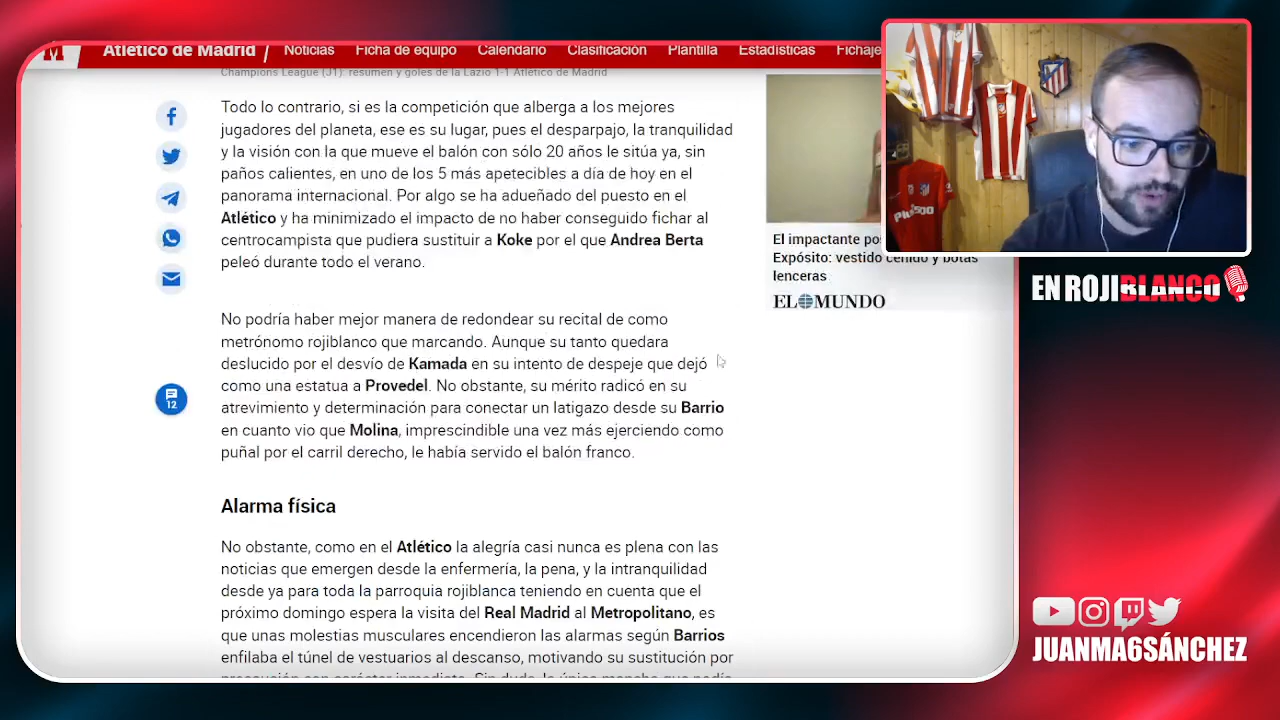 Atlético de Madrid / Noticias Ficha de equipo Calendario Clasificación Plantilla Estadísticas Fichaje
Champions League (J1): resumen y goles de la Lazio 1-1 Atlético de Madrid
Todo lo contrario, si es la competición que alberga a los mejores
jugadores del planeta, ese es su lugar, pues el desparpajo, la tranquilidad
y la visión con la que mueve el balón con sólo 20 años le sitúa ya, sin
paños calientes, en uno de los 5 más apetecibles a día de hoy en el
panorama internacional. Por algo se ha adueñado del puesto en el
Atlético y ha minimizado el impacto de no haber conseguido fichar al
centrocampista que pudiera sustituir a Koke por el que Andrea Berta
peleó durante todo el verano.
No podría haber mejor manera de redondear su recital de como
metrónomo rojiblanco que marcando. Aunque su tanto quedara
deslucido por el desvío de Kamada en su intento de despeje que dejó
como una estatua a Provedel. No obstante, su mérito radicó en su
atrevimiento y determinación para conectar un latigazo desde su Barrio
en cuanto vio que Molina, imprescindible una vez más ejerciendo como
puñal por el carril derecho, le había servido el balón franco.
12
Alarma física
No obstante, como en el Atlético la alegría casi nunca es plena con las
noticias que emergen desde la enfermería, la pena, y la intranquilidad
desde ya para toda la parroquia rojiblanca teniendo en cuenta que el
próximo domingo espera la visita del Real Madrid al Metropolitano, es
que unas molestias musculares encendieron las alarmas según Barrios
enfilaba el túnel de vestuarios al descanso, motivando su sustitución por
El impactante po
Expósito: vestido ceñido y botas
lenceras
EL MUNDO
EN ROJIBLANCO
JUANMA6SÁNCHEZ